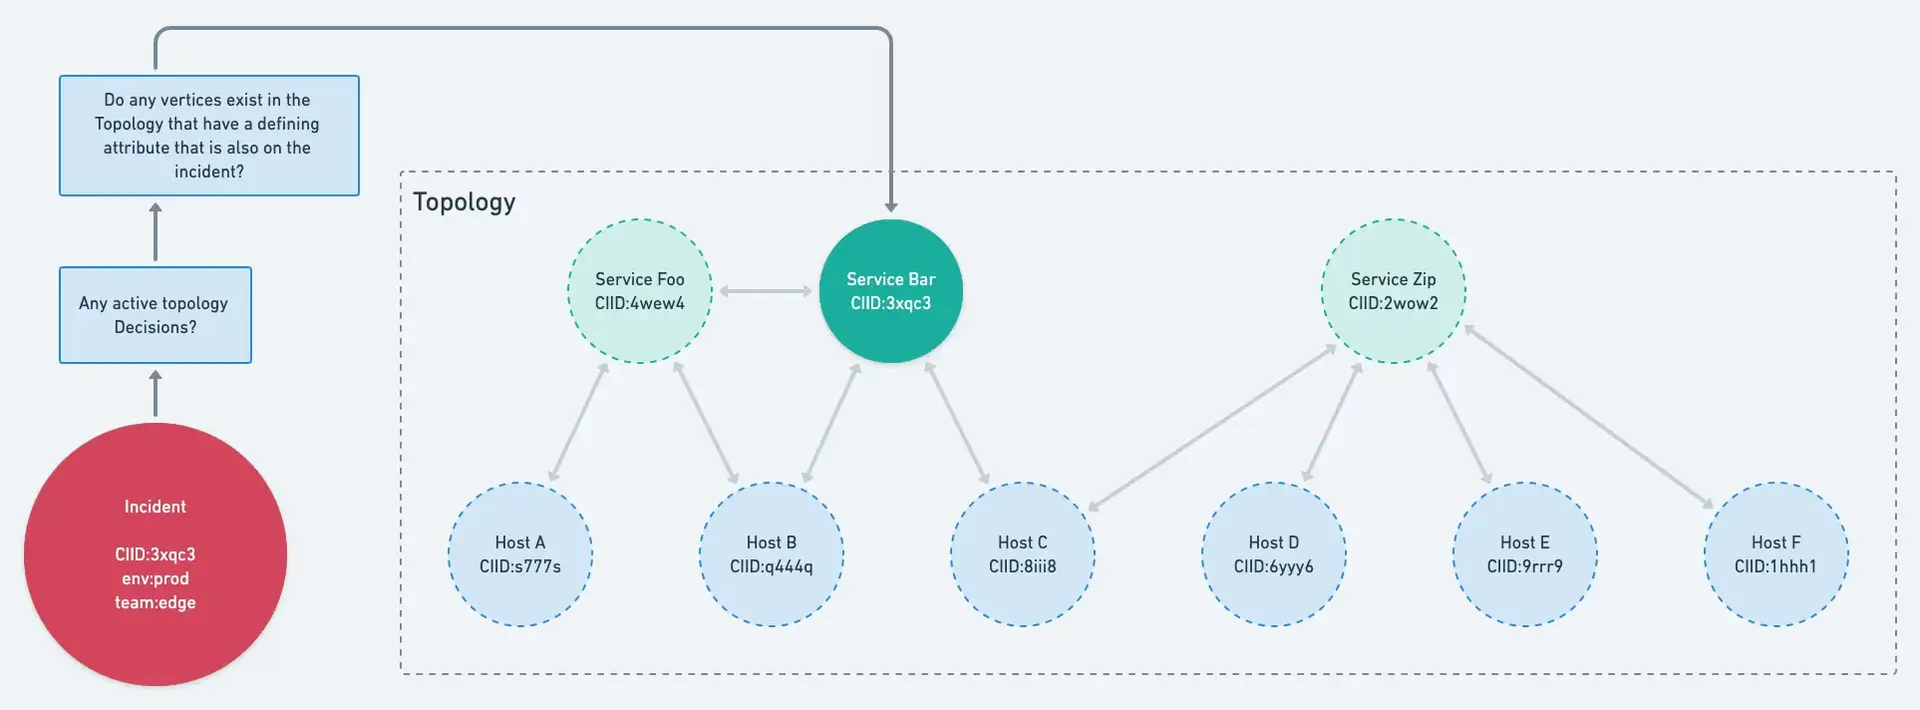 Do any vertices exist in the
Topology that have a defining
attribute that is also on the
incident?
Any active topology
Decisions?
Incident
CIID:3xqc3
env:prod
team:edge
Topology
Service Foo
CIID:4wew4
Service Bar
CIID:3xqc3
Service Zip
CIID:2wow2
Host A
CIID:s777s
Host B
CIID:q444q
Host C
CIID:8iii8
Host D
CIID:6yyy6
Host E
CIID:9rrr9
Host F
CIID:1hhh1